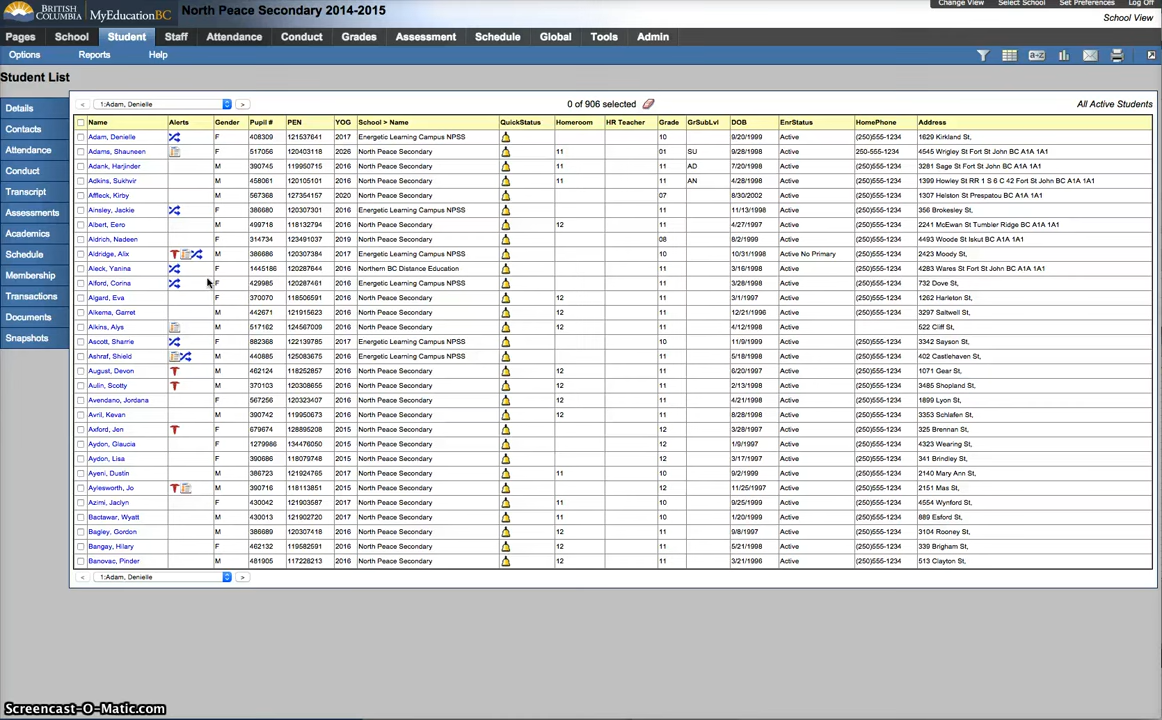 BRITISH COLUMBIA MyEducationBC North Peace Secondary 2014-2015 Change View Select School Set Preferences Log Off
School View
Pages School Student Staff Attendance Conduct Grades Assessment Schedule Global Tools Admin
Options Reports Help a-z
Student List
Details
Contacts
Attendance
Conduct
Transcript
Assessments
Academics
Schedule
Membership
Transactions
Documents
Snapshots
< 1:Adam, Denielle > 0 of 906 selected All Active Students
Name Alerts Gender Pupil # PEN YOG School > Name QuickStatus Homeroom HR Teacher Grade GrSubLvl DOB EnrStatus HomePhone Address
Adam, Denielle F 408309 121537641 2017 Energetic Learning Campus NPSS 10 9/20/1999 Active (250)555-1234 1629 Kirkland St,
Adams, Shauneen F 517056 120403118 2026 North Peace Secondary 11 01 SU 9/28/1998 Active 250-555-1234 4545 Wrigley St Fort St John BC A1A 1A1
Adank, Harjinder M 390745 119950715 2016 North Peace Secondary 11 11 AD 7/20/1998 Active (250)555-1234 3281 Sage St Fort St John BC A1A 1A1
Adkins, Sukhvir M 458061 120105101 2016 North Peace Secondary 11 11 AN 4/28/1998 Active (250)555-1234 1399 Howley St RR 1 S 6 C 42 Fort St John BC A1A 1A1
Affleck, Kirby M 567368 127354157 2020 North Peace Secondary 07 8/30/2002 Active (250)555-1234 1307 Helston St Prespatou BC A1A 1A1
Ainsley, Jackie F 386680 120307301 2016 Energetic Learning Campus NPSS 11 11/13/1998 Active (250)555-1234 356 Brokesley St,
Albert, Eero M 499718 118132794 2016 North Peace Secondary 12 11 4/27/1997 Active (250)555-1234 2241 McEwan St Tumbler Ridge BC A1A 1A1
Aldrich, Nadeen F 314734 123491037 2019 North Peace Secondary 08 8/2/1999 Active (250)555-1234 4493 Woode St Iskut BC A1A 1A1
Aldridge, Alix M 386686 120307384 2017 Energetic Learning Campus NPSS 10 10/31/1998 Active No Primary (250)555-1234 2423 Moody St,
Aleck, Yanina F 1445186 120287644 2016 Northern BC Distance Education 11 3/16/1998 Active (250)555-1234 4283 Wares St Fort St John BC A1A 1A1
Alford, Corina F 429985 120287461 2016 Energetic Learning Campus NPSS 11 3/28/1998 Active (250)555-1234 732 Dove St,
Algard, Eva F 370070 118506591 2016 North Peace Secondary 12 11 3/1/1997 Active (250)555-1234 1262 Harleton St,
Alkema, Garret M 442671 121915623 2016 North Peace Secondary 12 11 12/21/1996 Active (250)555-1234 3297 Saltwell St,
Alkins, Alys M 517162 124567009 2016 North Peace Secondary 12 11 4/12/1998 Active 522 Cliff St,
Ascott, Sharrie F 882368 122139785 2017 Energetic Learning Campus NPSS 10 11/9/1999 Active (250)555-1234 3342 Sayson St,
Ashraf, Shield M 440885 125083675 2016 Energetic Learning Campus NPSS 11 5/18/1998 Active (250)555-1234 402 Castlehaven St,
August, Devon M 462124 118252857 2016 North Peace Secondary 12 11 6/20/1997 Active (250)555-1234 1071 Gear St,
Aulin, Scotty M 370103 120308655 2016 North Peace Secondary 12 11 2/13/1998 Active (250)555-1234 3485 Shopland St,
Avendano, Jordana F 567256 120323407 2016 North Peace Secondary 12 11 4/21/1998 Active (250)555-1234 1899 Lyon St,
Avril, Kevan M 390742 119950673 2016 North Peace Secondary 12 11 8/28/1998 Active (250)555-1234 3353 Schlafen St,
Axford, Jen F 679674 128895208 2015 North Peace Secondary 12 3/28/1997 Active (250)555-1234 325 Brennan St,
Aydon, Glaucia F 1279986 134476050 2015 North Peace Secondary 12 1/9/1997 Active (250)555-1234 4323 Wearing St,
Aydon, Lisa F 390686 118079748 2015 North Peace Secondary 12 3/17/1997 Active (250)555-1234 341 Brindley St,
Ayeni, Dustin M 386723 121924765 2017 North Peace Secondary 11 10 9/2/1999 Active (250)555-1234 2140 Mary Ann St,
Aylesworth, Jo M 390716 118113851 2015 North Peace Secondary 12 11/25/1997 Active (250)555-1234 2151 Mas St,
Azimi, Jaclyn F 430042 121903587 2017 North Peace Secondary 11 10 9/25/1999 Active (250)555-1234 4554 Wynford St,
Bactawar, Wyatt M 430013 121902720 2017 North Peace Secondary 11 10 1/20/1999 Active (250)555-1234 889 Esford St,
Bagley, Gordon M 386689 120307418 2016 North Peace Secondary 12 11 9/8/1997 Active (250)555-1234 3104 Rooney St,
Bangay, Hilary F 462132 119582591 2016 North Peace Secondary 12 11 5/21/1998 Active (250)555-1234 339 Brigham St,
Banovac, Pinder M 481905 117228213 2016 North Peace Secondary 12 11 3/21/1996 Active (250)555-1234 513 Clayton St,
< 1:Adam, Denielle >
Screencast-O-Matic.com